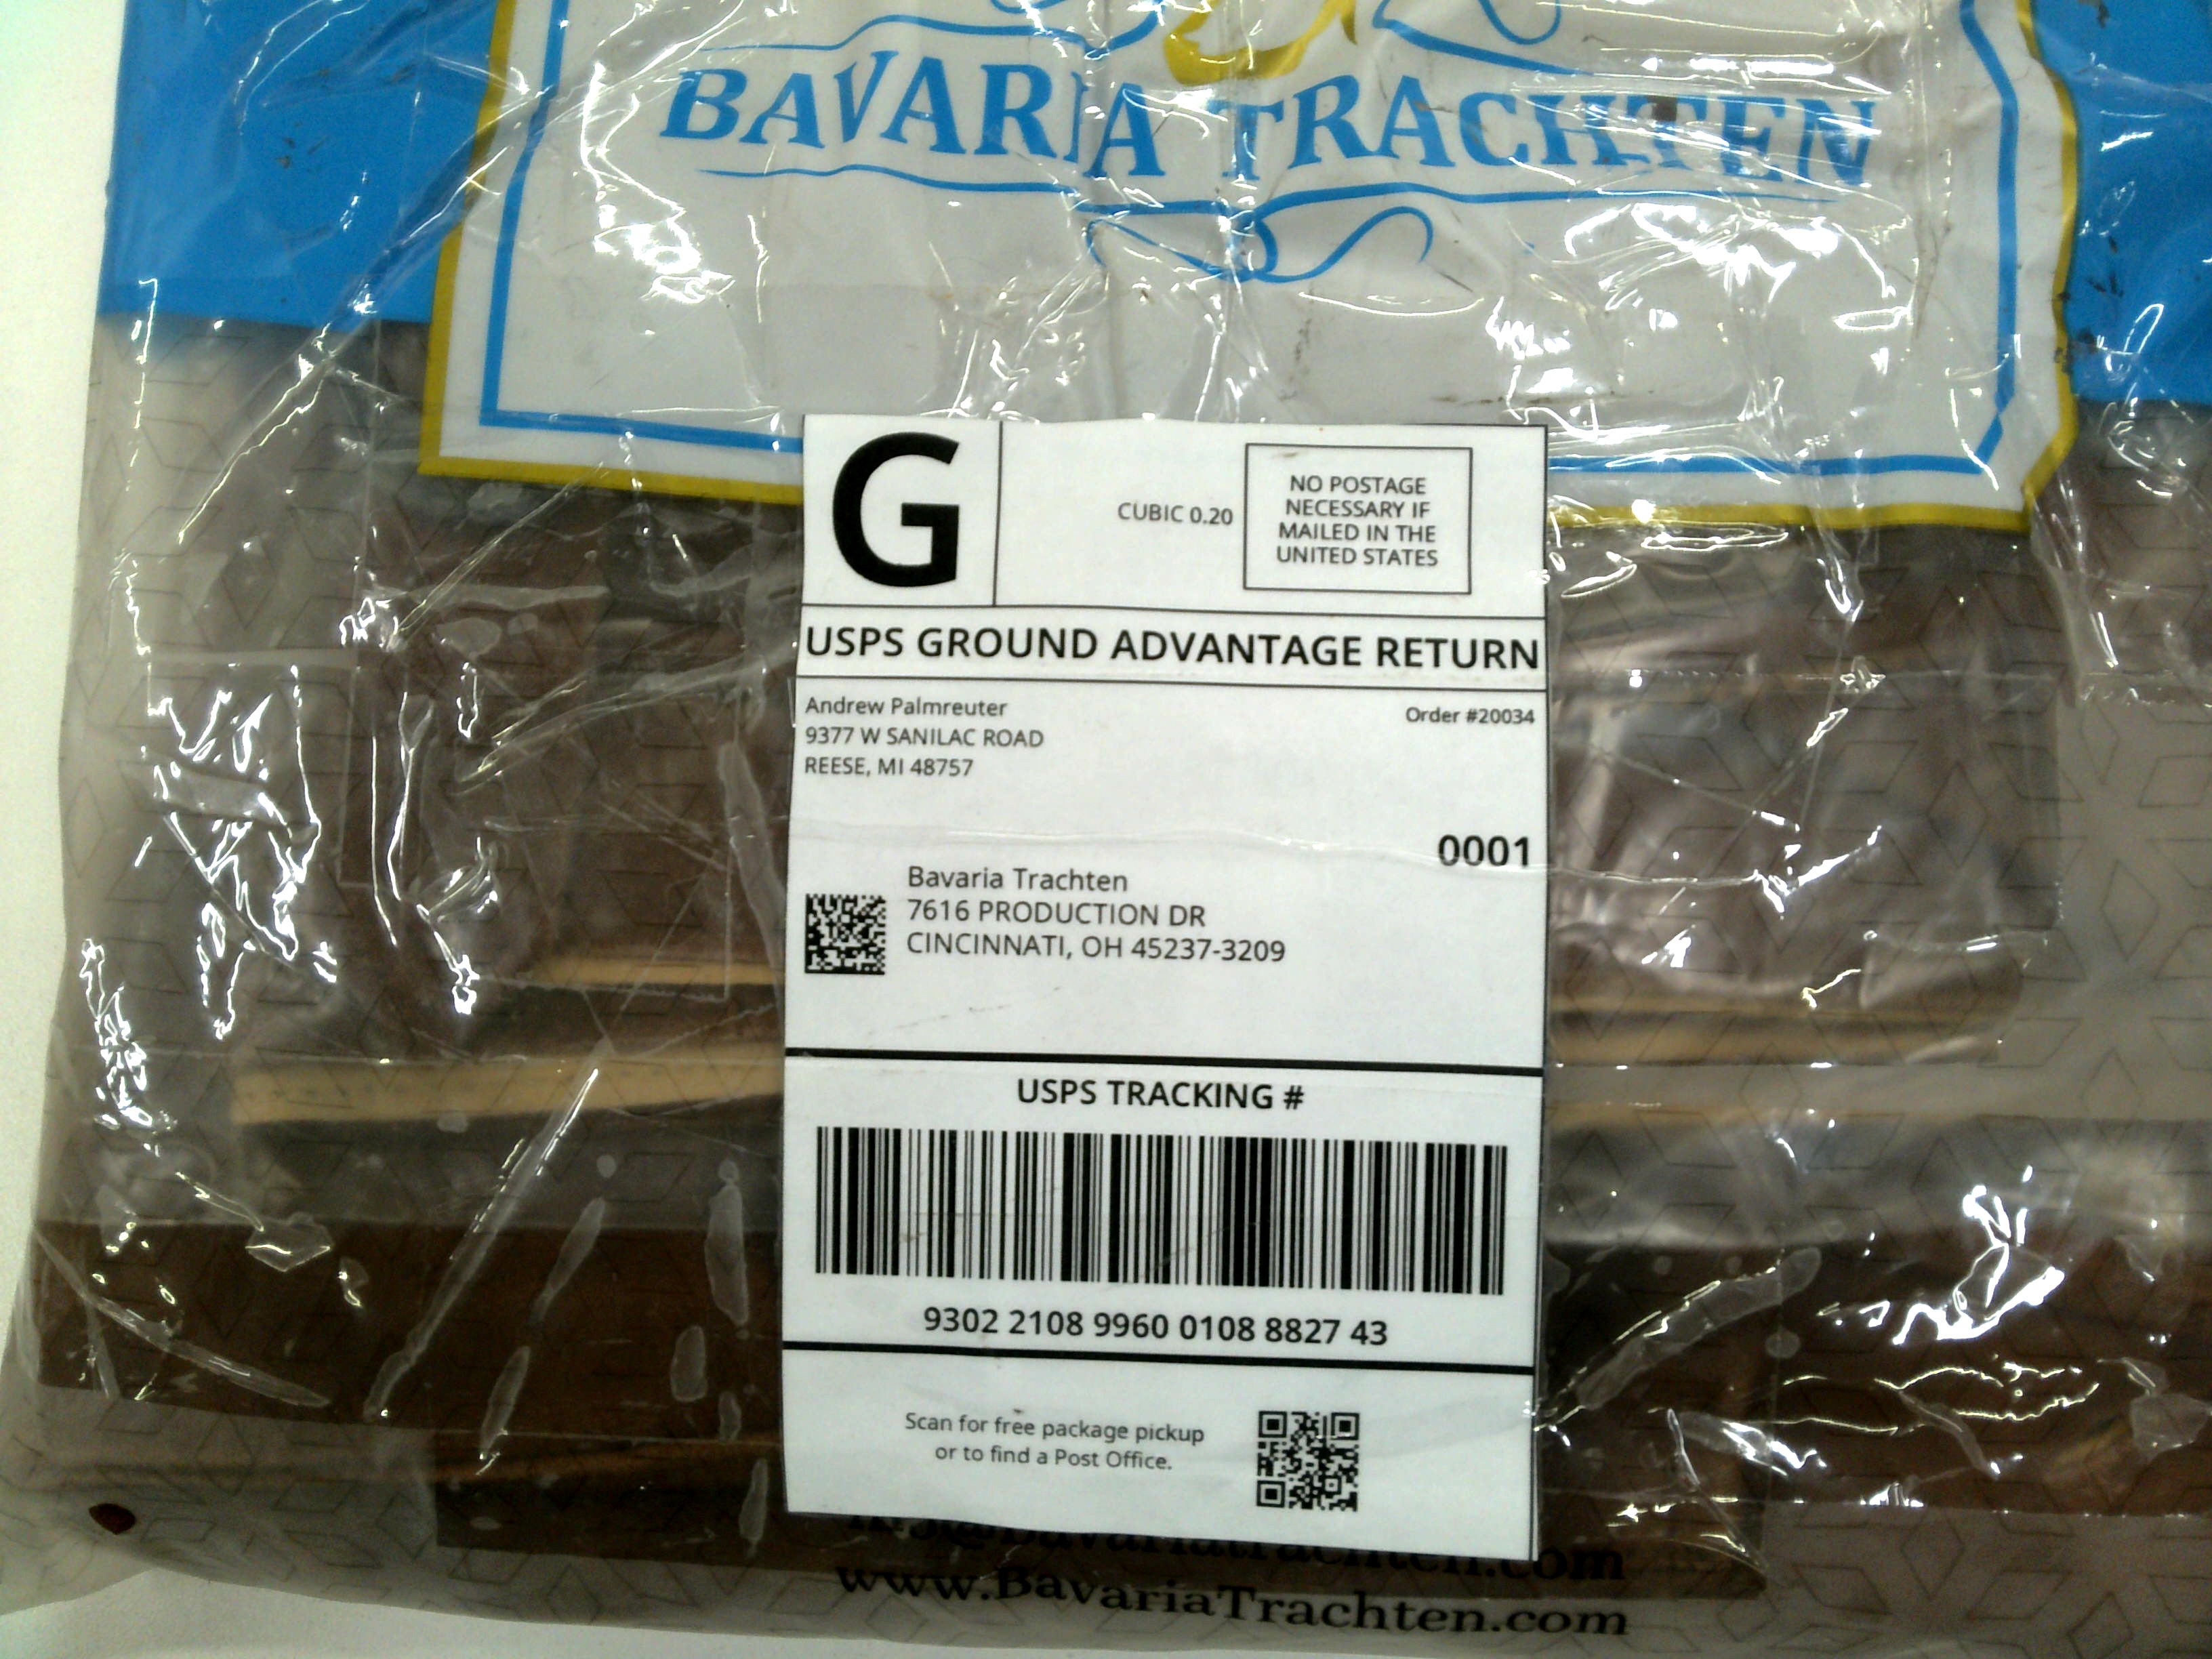 BAVARIA TRACHTEN
G
CUBIC 0.20
NO POSTAGE
NECESSARY IF
MAILED IN THE
UNITED STATES
USPS GROUND ADVANTAGE RETURN
Andrew Palmreuter
9377 W SANILAC ROAD
REESE, MI 48757
Order #20034
0001
Bavaria Trachten
7616 PRODUCTION DR
CINCINNATI, OH 45237-3209
USPS TRACKING #
9302 2108 9960 0108 8827 43
Scan for free package pickup
or to find a Post Office.
info@bavariatrachten.com
www.BavariaTrachten.com